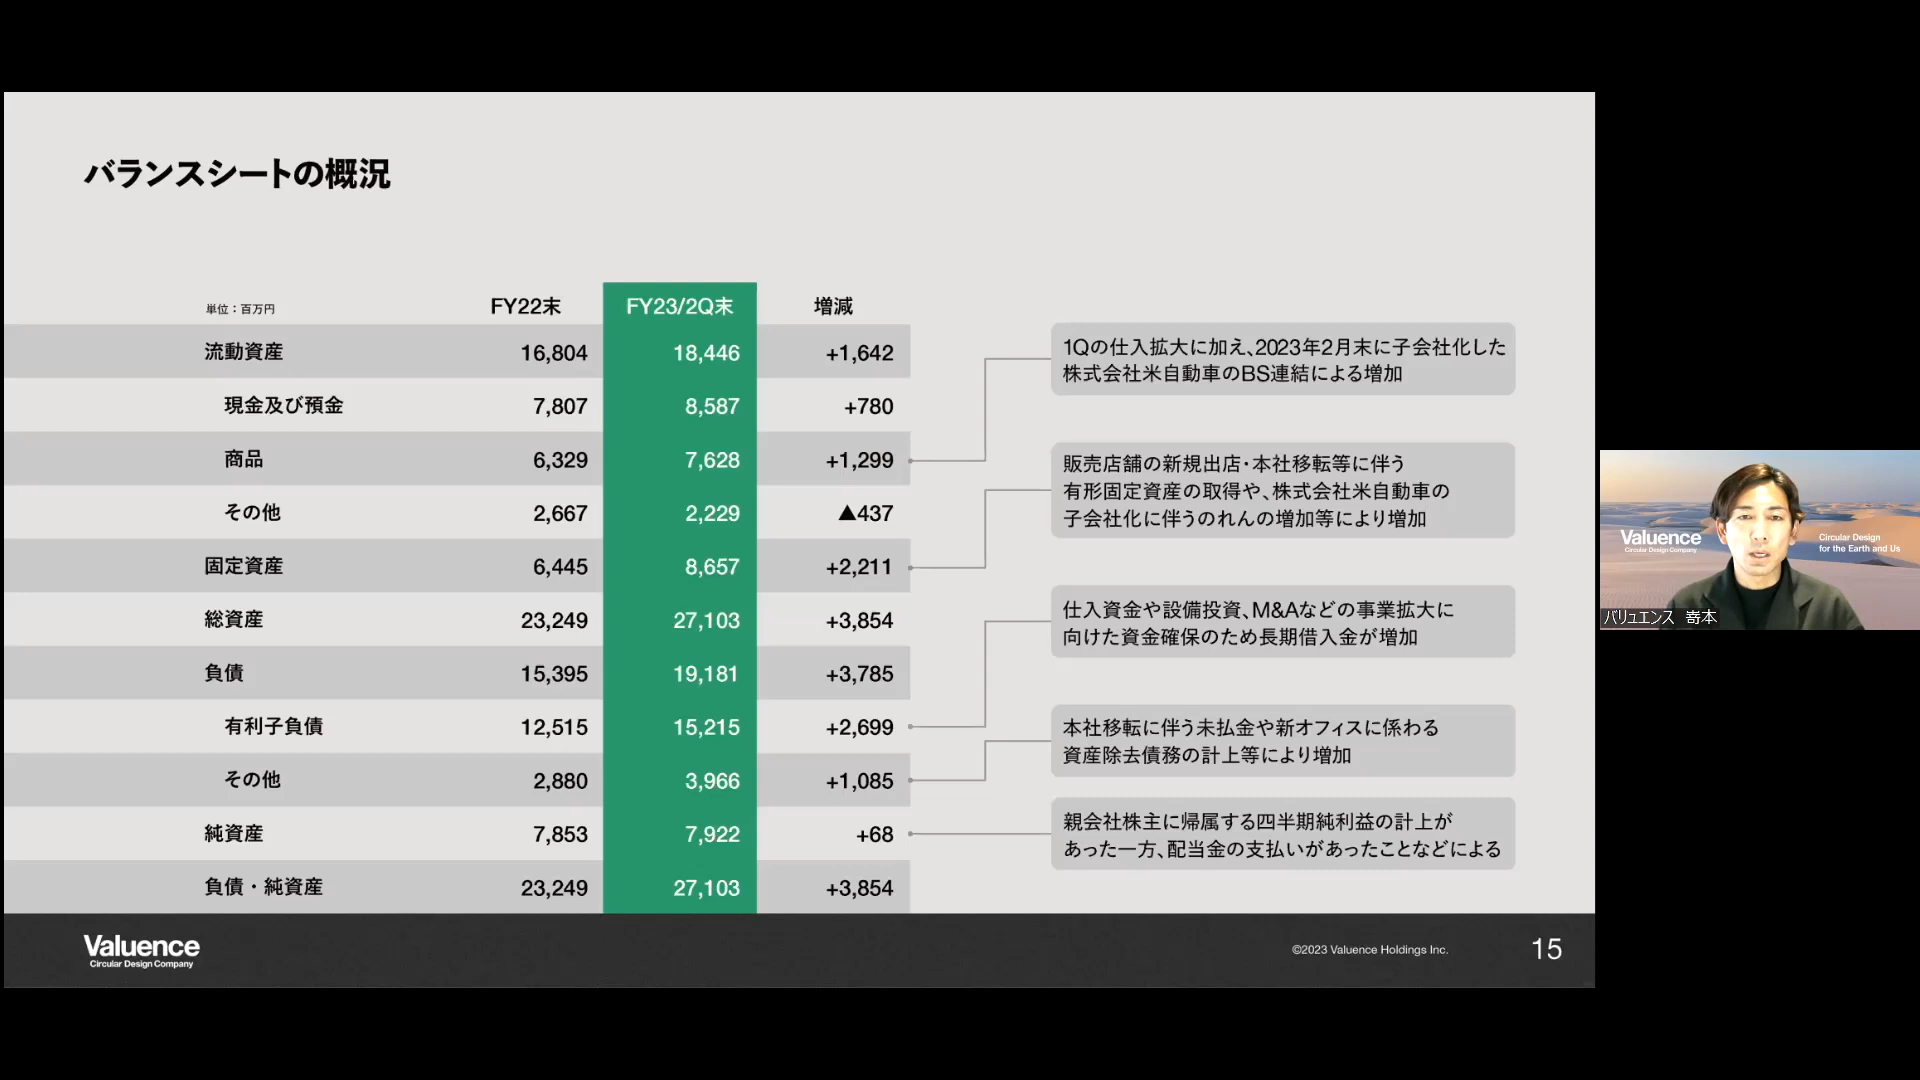 バランスシートの概況
単位：百万円 FY22末 FY23/2Q末 増減
流動資産 16,804 18,446 +1,642
現金及び預金 7,807 8,587 +780
商品 6,329 7,628 +1,299
その他 2,667 2,229 ▲437
固定資産 6,445 8,657 +2,211
総資産 23,249 27,103 +3,854
負債 15,395 19,181 +3,785
有利子負債 12,515 15,215 +2,699
その他 2,880 3,966 +1,085
純資産 7,853 7,922 +68
負債・純資産 23,249 27,103 +3,854
1Qの仕入拡大に加え、2023年2月末に子会社化した
株式会社米自動車のBS連結による増加
販売店舗の新規出店・本社移転等に伴う
有形固定資産の取得や、株式会社米自動車の
子会社化に伴うのれんの増加等により増加
仕入資金や設備投資、M&Aなどの事業拡大に
向けた資金確保のため長期借入金が増加
本社移転に伴う未払金や新オフィスに係わる
資産除去債務の計上等により増加
親会社株主に帰属する四半期純利益の計上が
あった一方、配当金の支払いがあったことなどによる
Valuence
Circular Design Company
©2023 Valuence Holdings Inc.
15
Valuence
Circular Design Company
Circular Design
for the Earth and Us
バリュエンス 嵜本